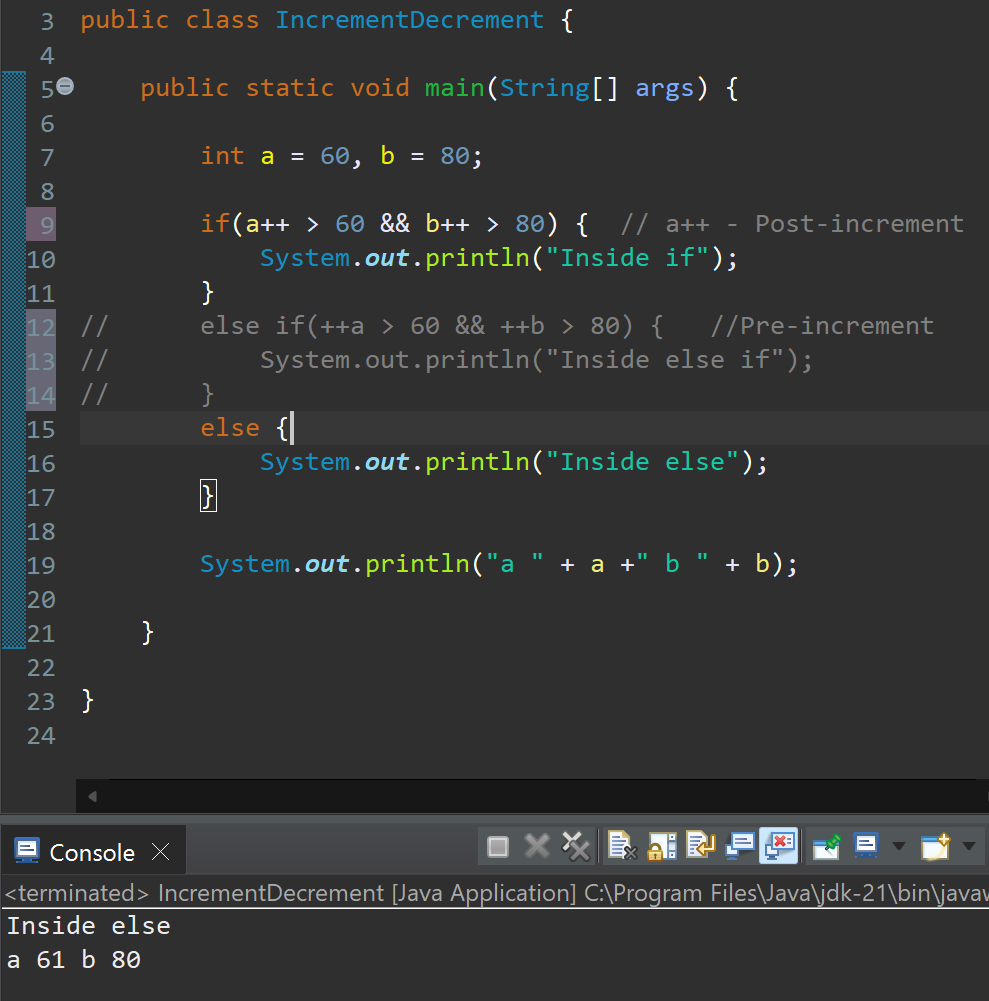 3 public class IncrementDecrement {
4
5 public static void main(String[] args) {
6
7 int a = 60, b = 80;
8
9 if(a++ > 60 && b++ > 80) { // a++ - Post-increment
10 System.out.println("Inside if");
11 }
12 // else if(++a > 60 && ++b > 80) { //Pre-increment
13 // System.out.println("Inside else if");
14 // }
15 else {
16 System.out.println("Inside else");
17 }
18
19 System.out.println("a " + a +" b " + b);
20
21 }
22
23 }
24
Console
<terminated> IncrementDecrement [Java Application] C:\Program Files\Java\jdk-21\bin\javaw
Inside else
a 61 b 80